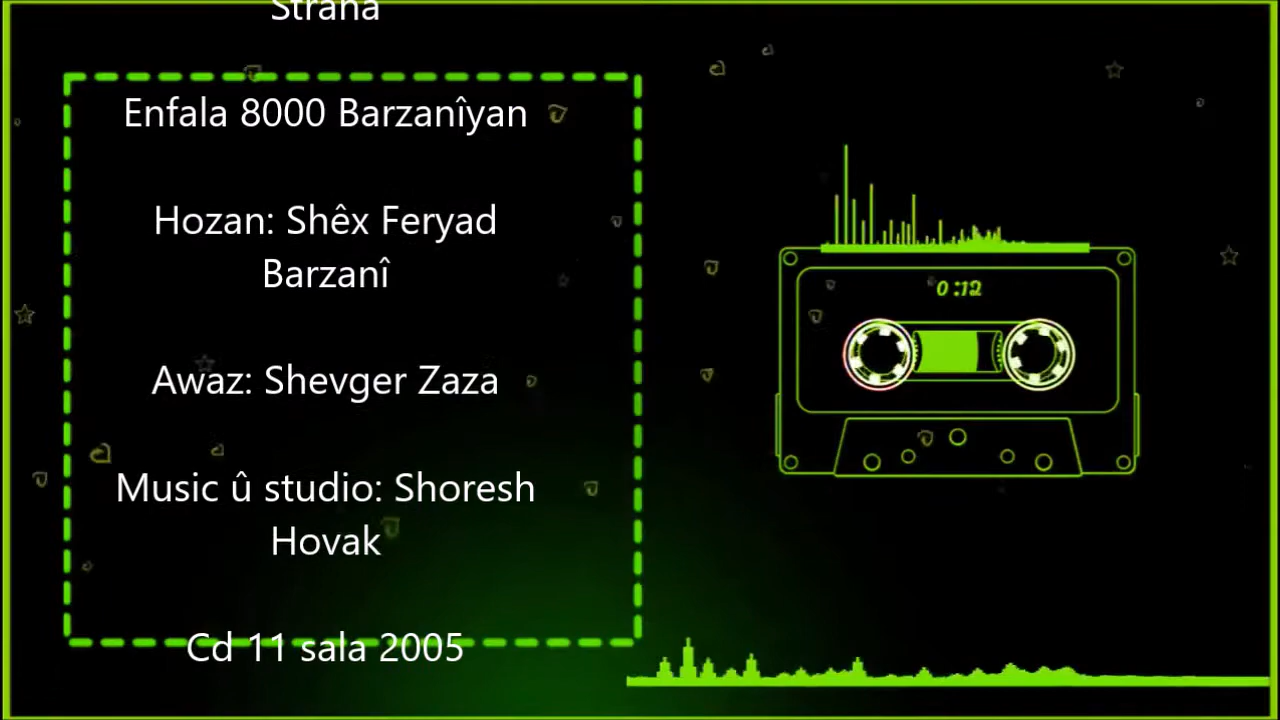 Strana
Enfala 8000 Barzanîyan
Hozan: Shêx Feryad
Barzanî
Awaz: Shevger Zaza
Music û studio: Shoresh
Hovak
Cd 11 sala 2005
0:12